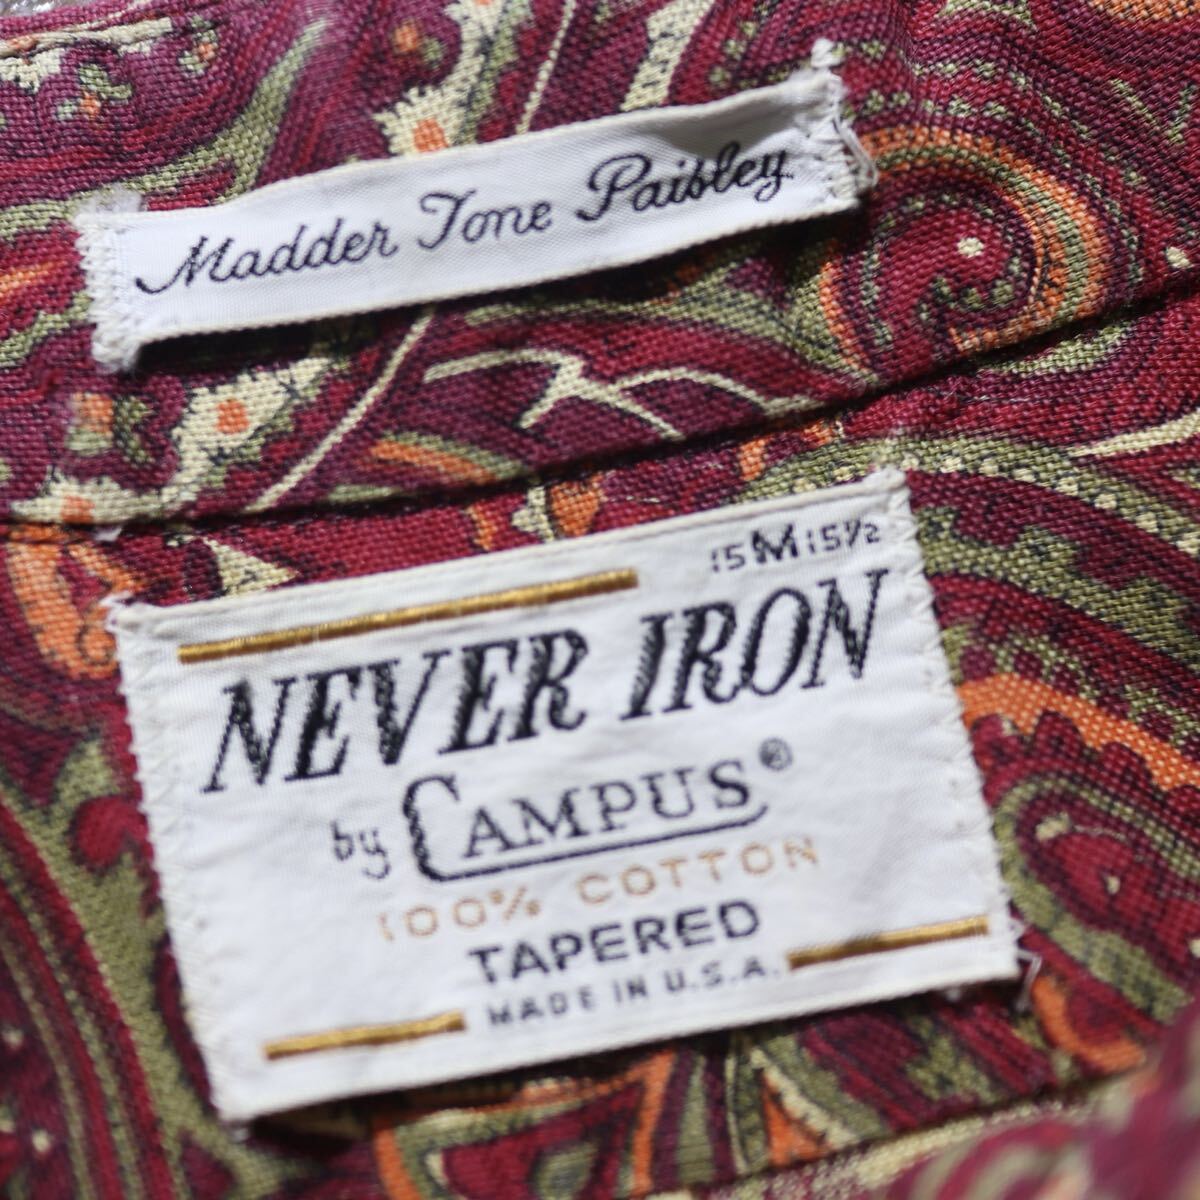 Madder Tone Paisley
15 M 15½
NEVER IRON
by CAMPUS®
100% COTTON
TAPERED
MADE IN U.S.A.